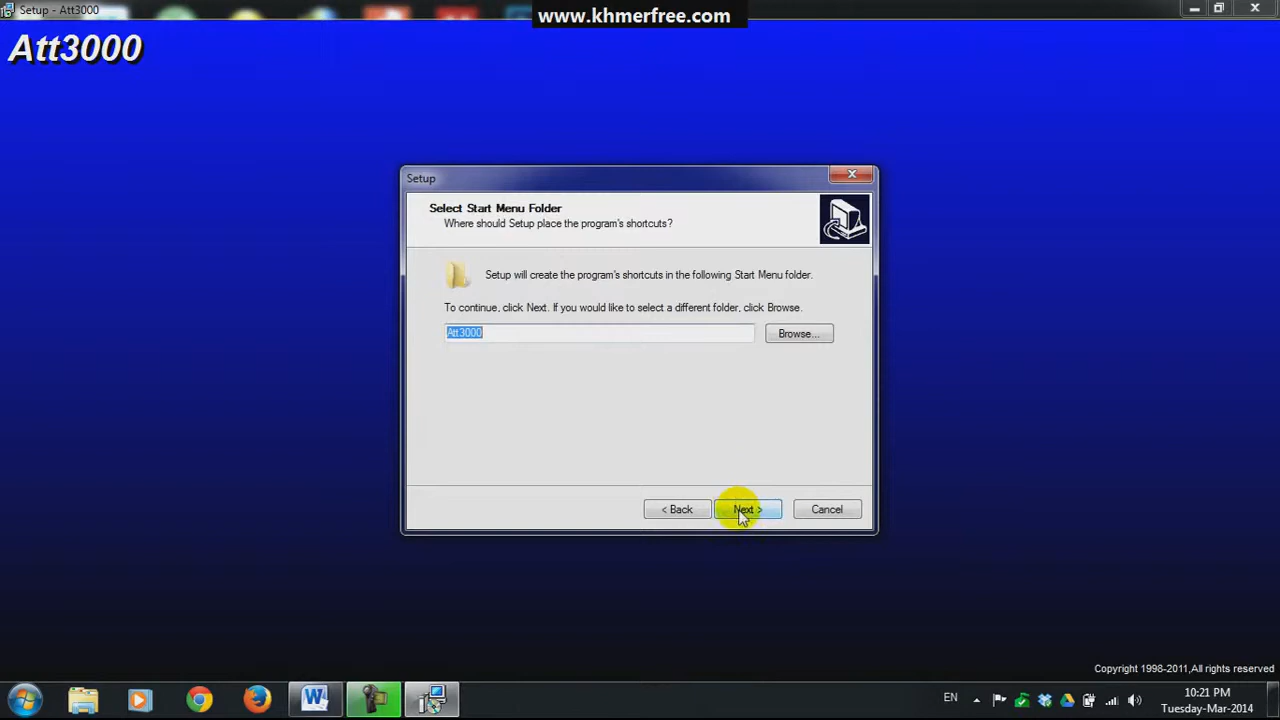 Setup - Att3000
www.khmerfree.com
Att3000
Setup
Select Start Menu Folder
Where should Setup place the program's shortcuts?
Setup will create the program's shortcuts in the following Start Menu folder.
To continue, click Next. If you would like to select a different folder, click Browse.
Att3000
Browse...
< Back
Next >
Cancel
Copyright 1998-2011,All rights reserved
EN
10:21 PM
Tuesday-Mar-2014